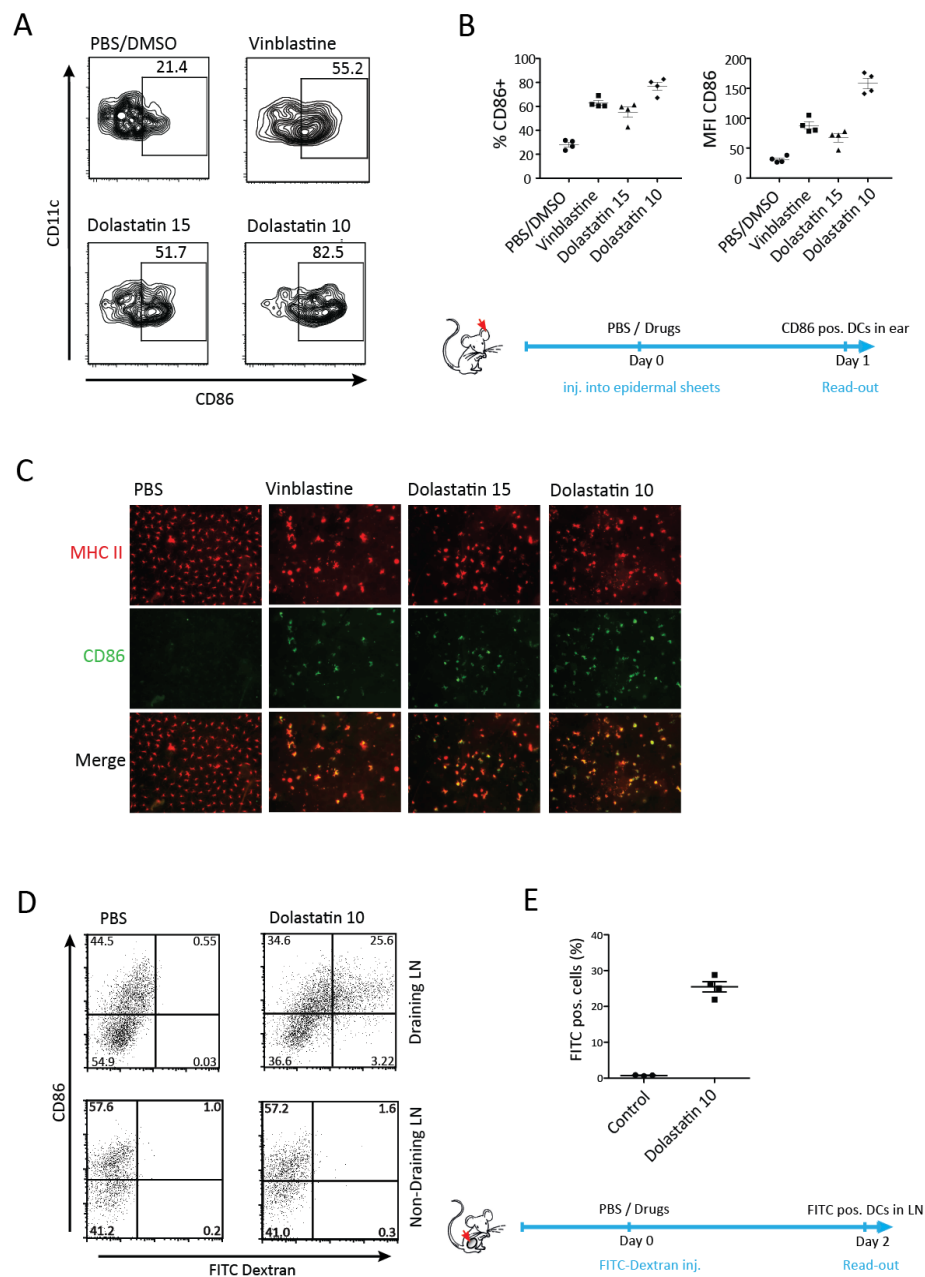 A
PBS/DMSO
Vinblastine
21.4
55.2
Dolastatin 15
Dolastatin 10
51.7
82.5
CD11c
CD86
B
% CD86+
100
80
60
40
20
0
PBS/DMSO
Vinblastine
Dolastatin 15
Dolastatin 10
MFI CD86
200
150
100
50
0
PBS/DMSO
Vinblastine
Dolastatin 15
Dolastatin 10
PBS / Drugs
CD86 pos. DCs in ear
Day 0
Day 1
inj. into epidermal sheets
Read-out
C
PBS
Vinblastine
Dolastatin 15
Dolastatin 10
MHC II
CD86
Merge
D
PBS
Dolastatin 10
44.5
0.55
34.6
25.6
54.9
0.03
36.6
3.22
Draining LN
57.6
1.0
57.2
1.6
41.2
0.2
41.0
0.3
Non-Draining LN
CD86
FITC Dextran
E
FITC pos. cells (%)
40
30
20
10
0
Control
Dolastatin 10
PBS / Drugs
FITC pos. DCs in LN
Day 0
Day 2
FITC-Dextran inj.
Read-out